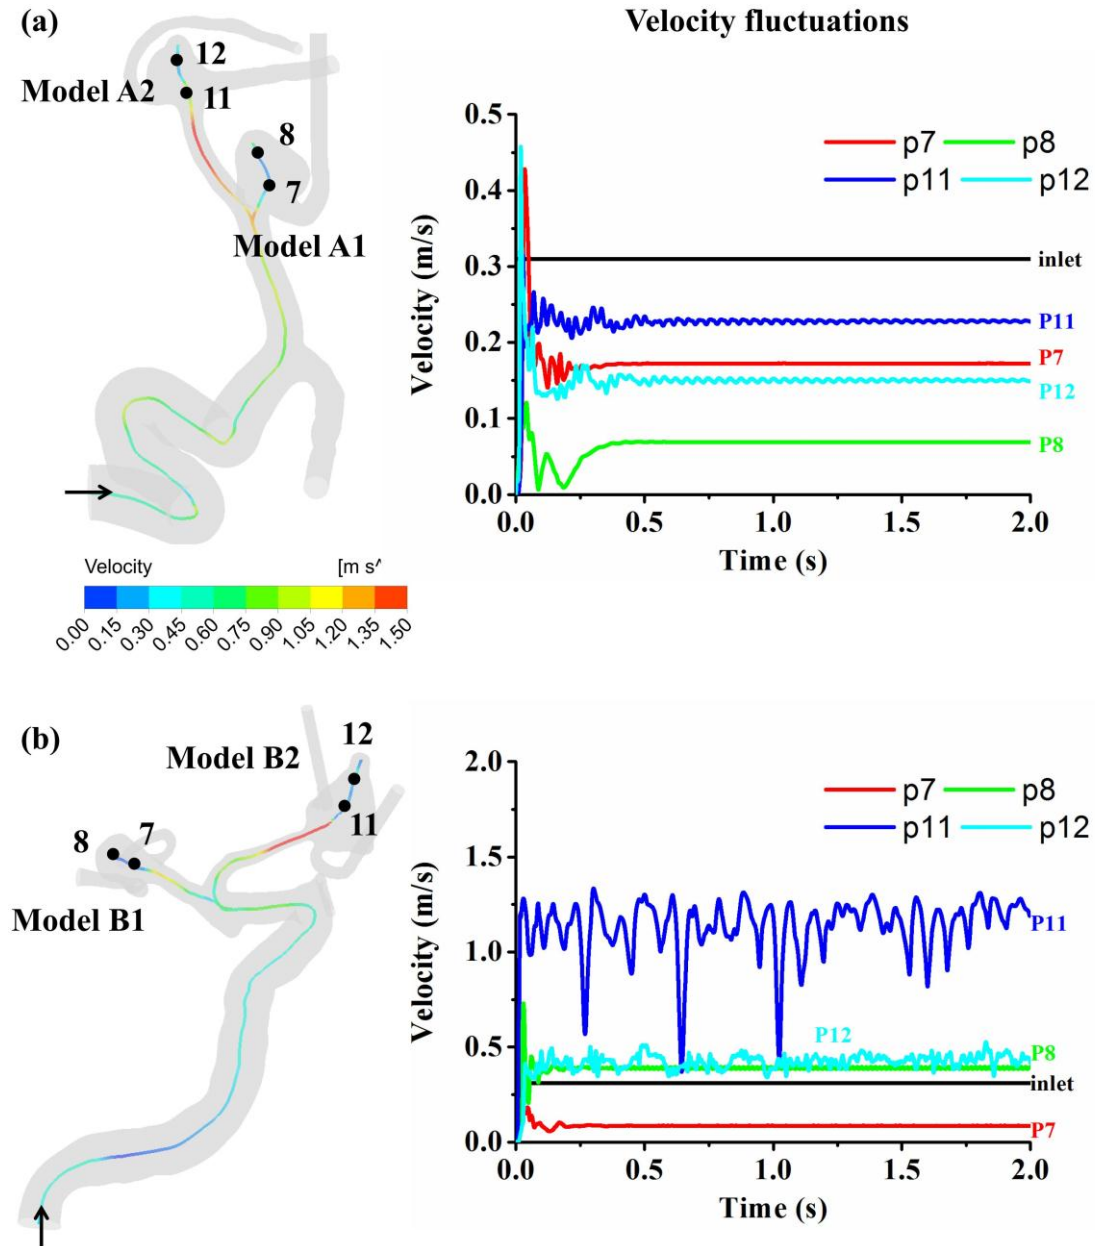 (a)
Velocity fluctuations
12
Model A2
11
8
7
Model A1
Velocity [m s^
0.00 0.15 0.30 0.45 0.60 0.75 0.90 1.05 1.20 1.35 1.50
p7 p8
p11 p12
0.5
0.4
0.3
0.2
0.1
0.0
Velocity (m/s)
inlet
P11
P7
P12
P8
0.0 0.5 1.0 1.5 2.0
Time (s)
(b)
12
Model B2
11
8 7
Model B1
p7 p8
p11 p12
2.0
1.5
1.0
0.5
0.0
Velocity (m/s)
P11
P12
P8
inlet
P7
0.0 0.5 1.0 1.5 2.0
Time (s)